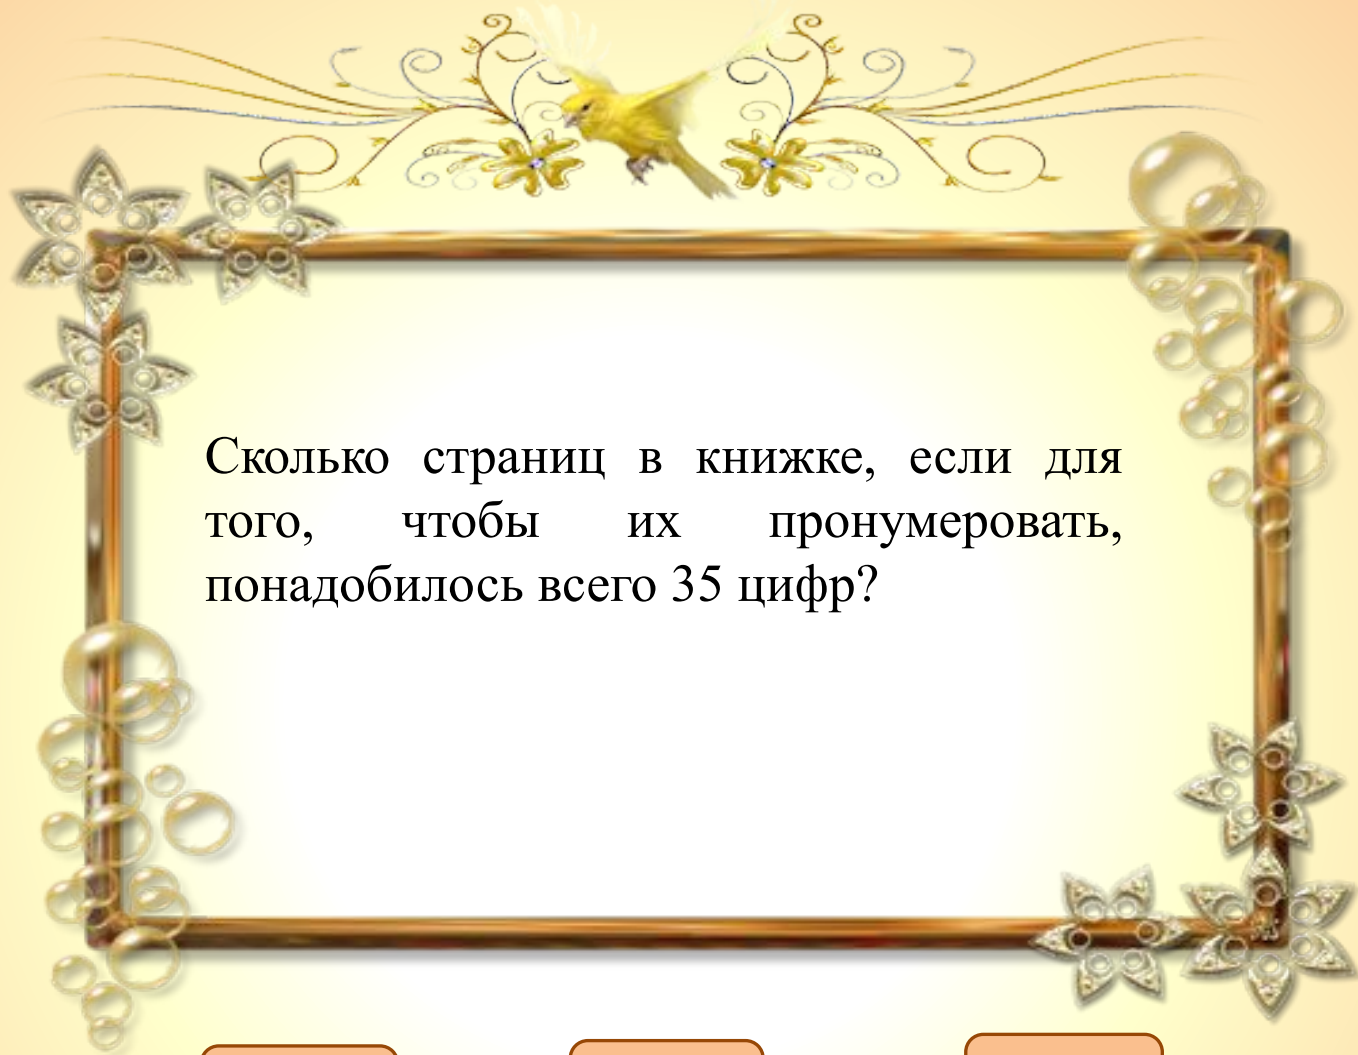 Сколько страниц в книжке, если для
того, чтобы их пронумеровать,
понадобилось всего 35 цифр?